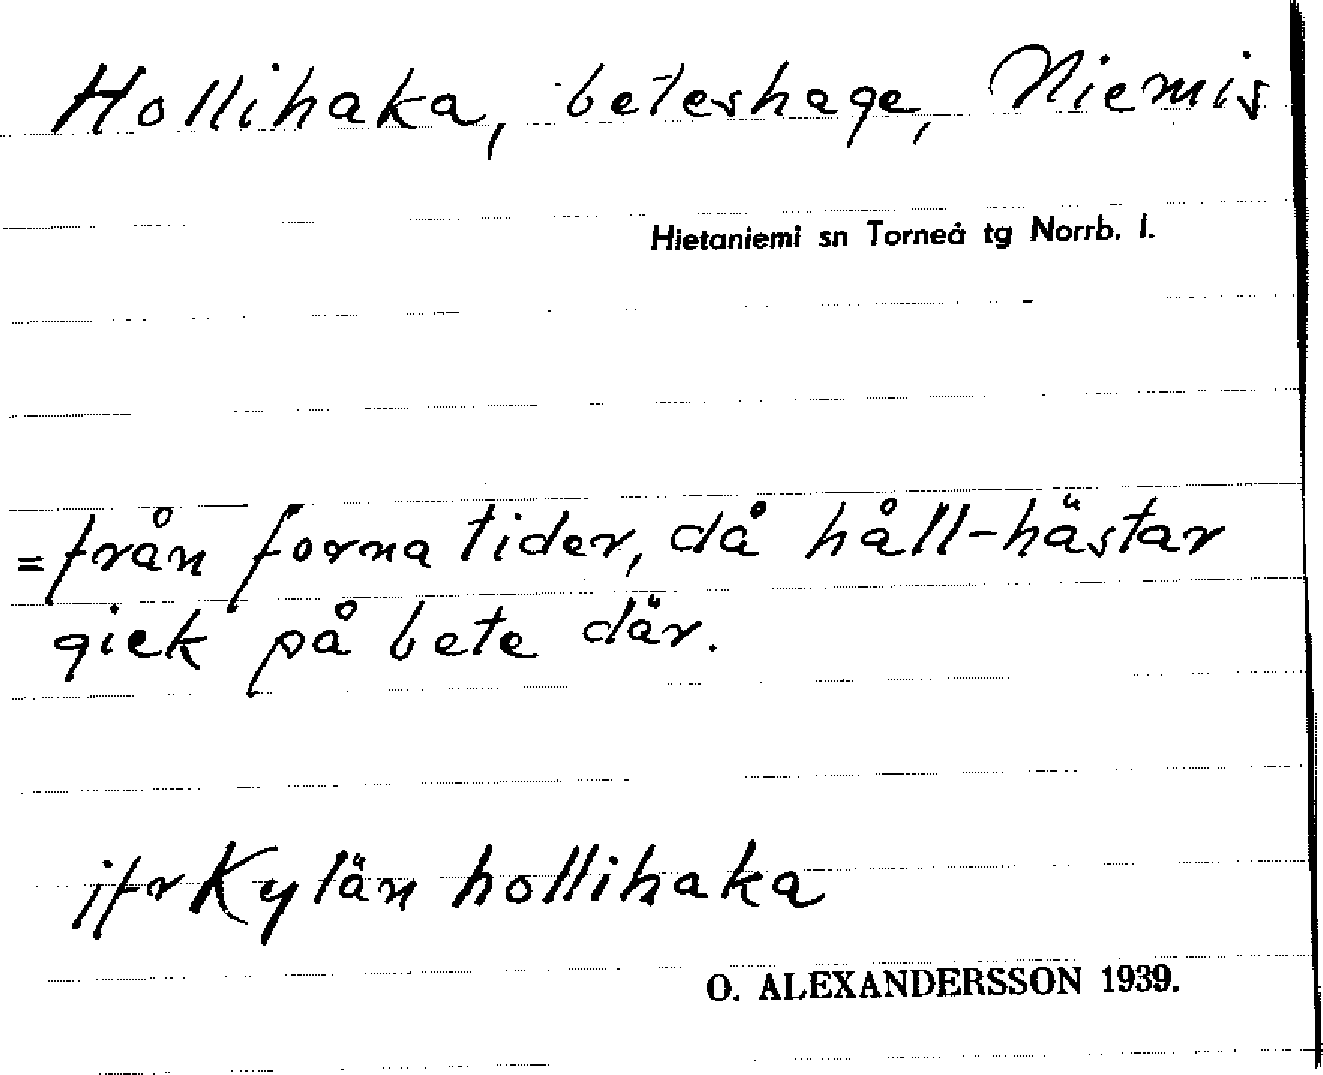 Hollihaka, beteshage, Niemis
Hietaniemi sn Torneå tg Norrb. l.
= från forna tider, då håll-hästar
gick på bete där.
jfr Kylän hollihaka
O. ALEXANDERSSON 1939.